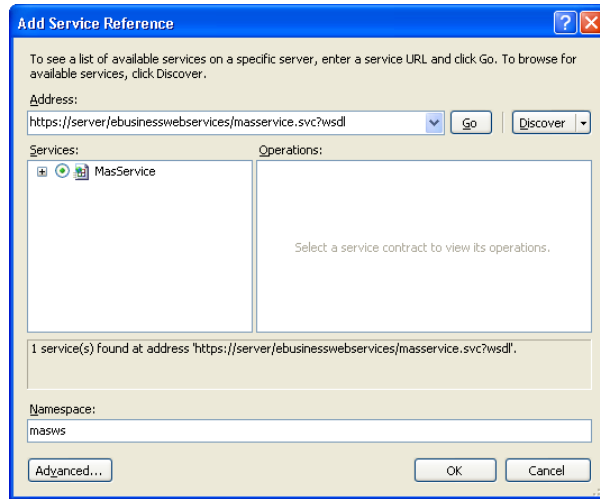 Add Service Reference
To see a list of available services on a specific server, enter a service URL and click Go. To browse for
available services, click Discover.
Address:
https://server/ebusinesswebservices/masservice.svc?wsdl
Go
Discover
Services:
Operations:
MasService
Select a service contract to view its operations.
1 service(s) found at address 'https://server/ebusinesswebservices/masservice.svc?wsdl'.
Namespace:
masws
Advanced...
OK
Cancel